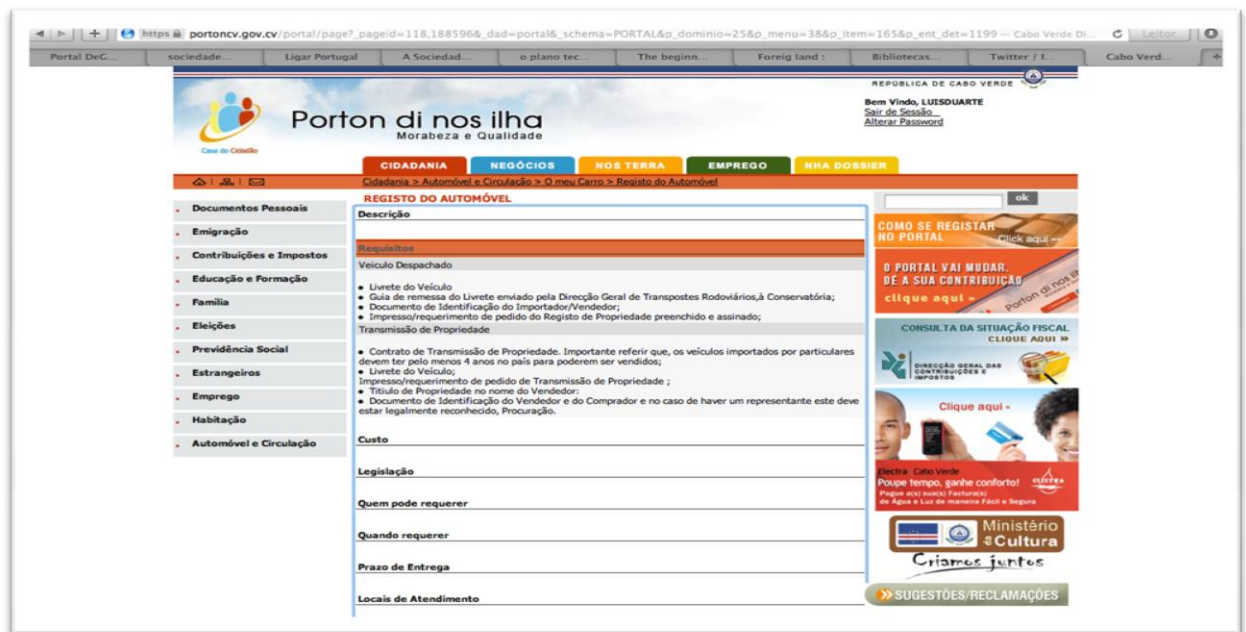 https portoncv.gov.cv/portal/page?_pageid=118,188596&_dad=portal&_schema=PORTAL&p_dominio=25&p_menu=38&p_item=165&p_ent_det=1199 — Cabo Verde Di...
Leitor
Portal DeG... sociedade... Ligar Portugal A Sociedad... o plano tec... The beginn... Foreig land : Bibliotecas... Twitter / I... Cabo Verd...
REPÚBLICA DE CABO VERDE
Bem Vindo, LUISDUARTE
Sair de Sessão
Alterar Password
Casa do Cidadão
Porton di nos ilha
Morabeza e Qualidade
CIDADANIA NEGÓCIOS NOS TERRA EMPREGO NHA DOSSIER
Cidadania > Automóvel e Circulação > O meu Carro > Registo do Automóvel
Documentos Pessoais
Emigração
Contribuições e Impostos
Educação e Formação
Família
Eleições
Previdência Social
Estrangeiros
Emprego
Habitação
Automóvel e Circulação
REGISTO DO AUTOMÓVEL
Descrição
Requisitos
Veiculo Despachado
• Livrete do Veículo
• Guia de remessa do Livrete enviado pela Direcção Geral de Transpostes Rodoviários,à Conservatória;
• Documento de Identificação do Importador/Vendedor;
• Impresso/requerimento de pedido do Registo de Propriedade preenchido e assinado;
Transmissão de Propriedade
• Contrato de Transmissão de Propriedade. Importante referir que, os veículos importados por particulares
devem ter pelo menos 4 anos no país para poderem ser vendidos;
• Livrete do Veículo;
Impresso/requerimento de pedido de Transmissão de Propriedade ;
• Titiulo de Propriedade no nome do Vendedor:
• Documento de Identificação do Vendedor e do Comprador e no caso de haver um representante este deve
estar legalmente reconhecido, Procuração.
Custo
Legislação
Quem pode requerer
Quando requerer
Prazo de Entrega
Locais de Atendimento
ok
COMO SE REGISTAR
NO PORTAL
Click aqui
O PORTAL VAI MUDAR.
DÊ A SUA CONTRIBUIÇÃO
clique aqui
Porton di nos
CONSULTA DA SITUAÇÃO FISCAL
CLIQUE AQUI »
DIRECÇÃO GERAL DAS
CONTRIBUIÇÕES E
IMPOSTOS
Clique aqui »
Electra Cabo Verde
Poupe tempo, ganhe conforto!
ELECTRA
Pague a(s) sua(s) Factura(s)
de Água e Luz de maneira Fácil e Segura
Ministério
da Cultura
Criamos juntos
SUGESTÕES/RECLAMAÇÕES